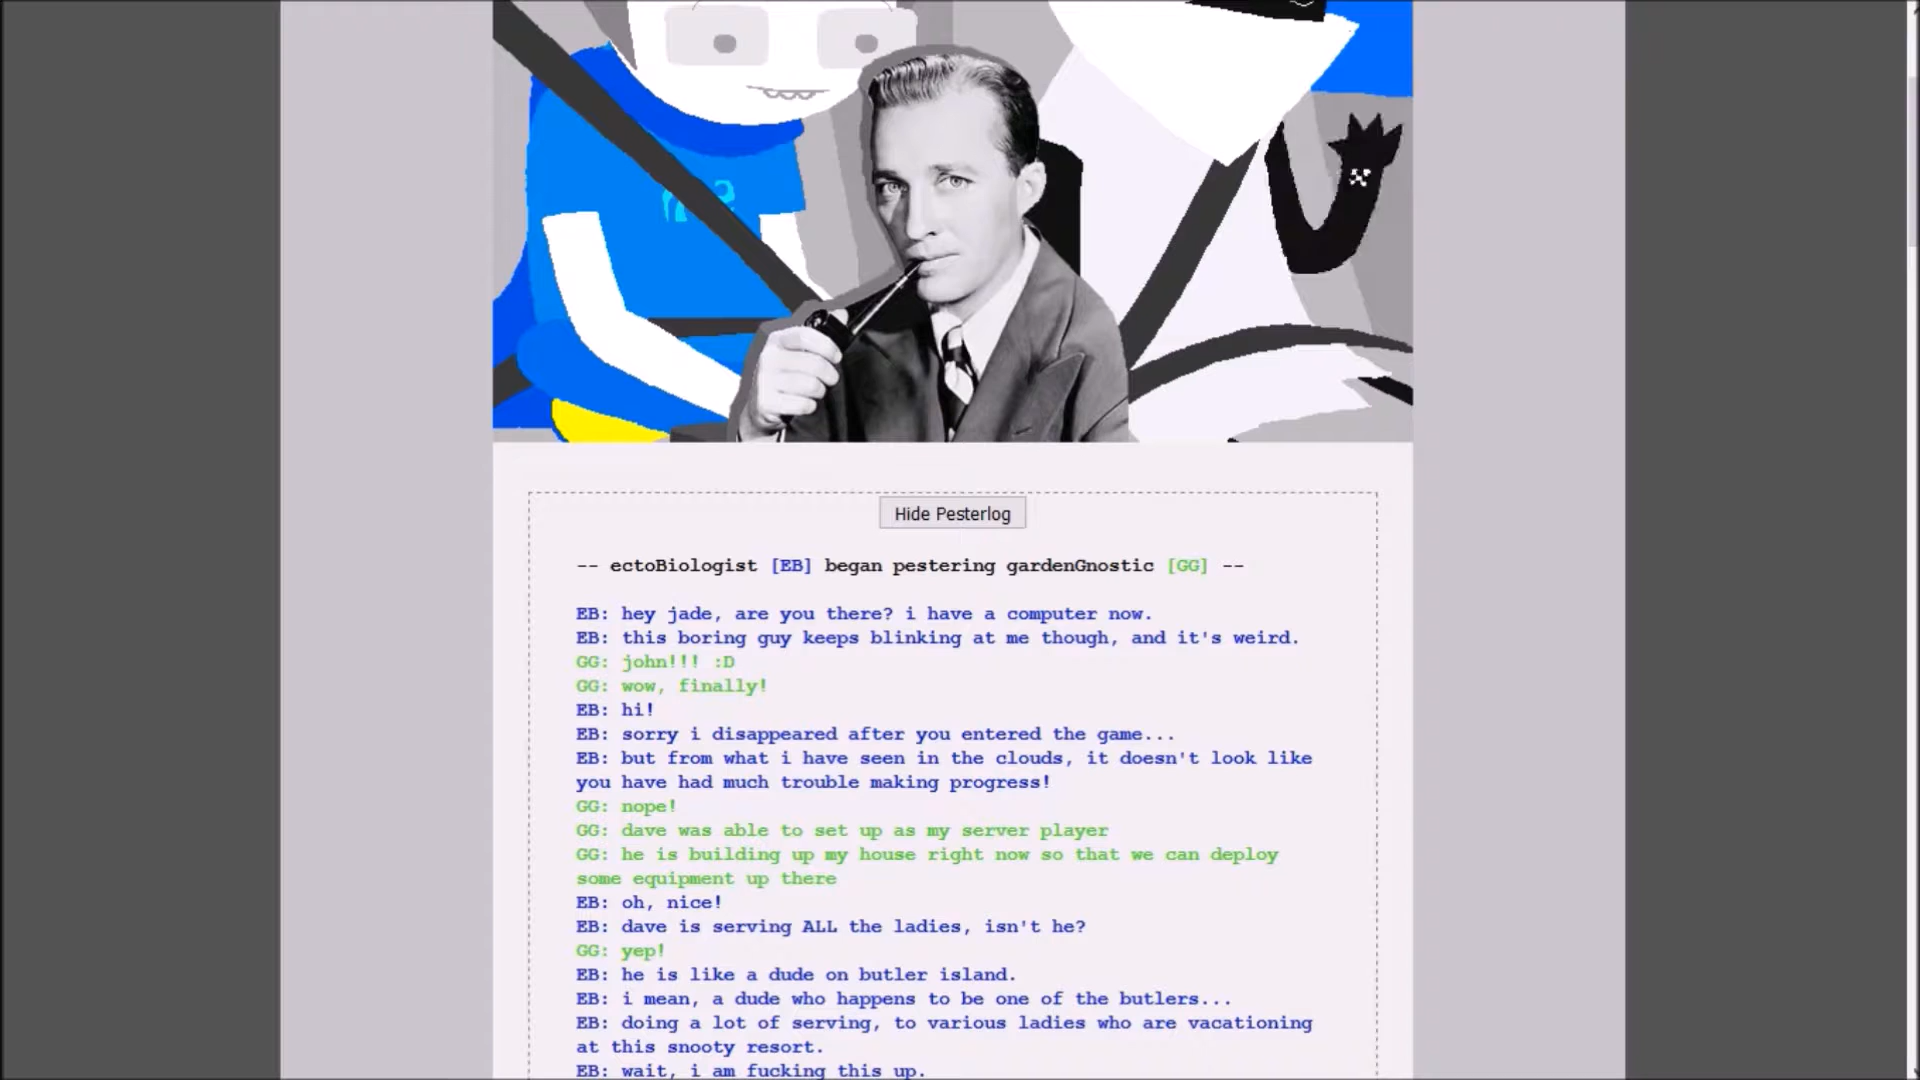 Hide Pesterlog
-- ectoBiologist [EB] began pestering gardenGnostic [GG] --
EB: hey jade, are you there? i have a computer now.
EB: this boring guy keeps blinking at me though, and it's weird.
GG: john!!! :D
GG: wow, finally!
EB: hi!
EB: sorry i disappeared after you entered the game...
EB: but from what i have seen in the clouds, it doesn't look like
you have had much trouble making progress!
GG: nope!
GG: dave was able to set up as my server player
GG: he is building up my house right now so that we can deploy
some equipment up there
EB: oh, nice!
EB: dave is serving ALL the ladies, isn't he?
GG: yep!
EB: he is like a dude on butler island.
EB: i mean, a dude who happens to be one of the butlers...
EB: doing a lot of serving, to various ladies who are vacationing
at this snooty resort.
EB: wait, i am fucking this up.